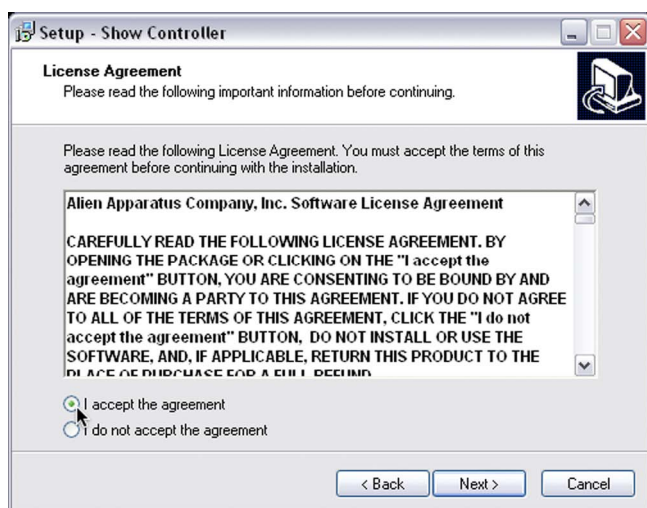 Setup - Show Controller
License Agreement
Please read the following important information before continuing.
Please read the following License Agreement. You must accept the terms of this
agreement before continuing with the installation.
Alien Apparatus Company, Inc. Software License Agreement
CAREFULLY READ THE FOLLOWING LICENSE AGREEMENT. BY
OPENING THE PACKAGE OR CLICKING ON THE "I accept the
agreement" BUTTON, YOU ARE CONSENTING TO BE BOUND BY AND
ARE BECOMING A PARTY TO THIS AGREEMENT. IF YOU DO NOT AGREE
TO ALL OF THE TERMS OF THIS AGREEMENT, CLICK THE "I do not
accept the agreement" BUTTON, DO NOT INSTALL OR USE THE
SOFTWARE, AND, IF APPLICABLE, RETURN THIS PRODUCT TO THE
PLACE OF PURCHASE FOR A FULL REFUND
I accept the agreement
I do not accept the agreement
< Back
Next >
Cancel